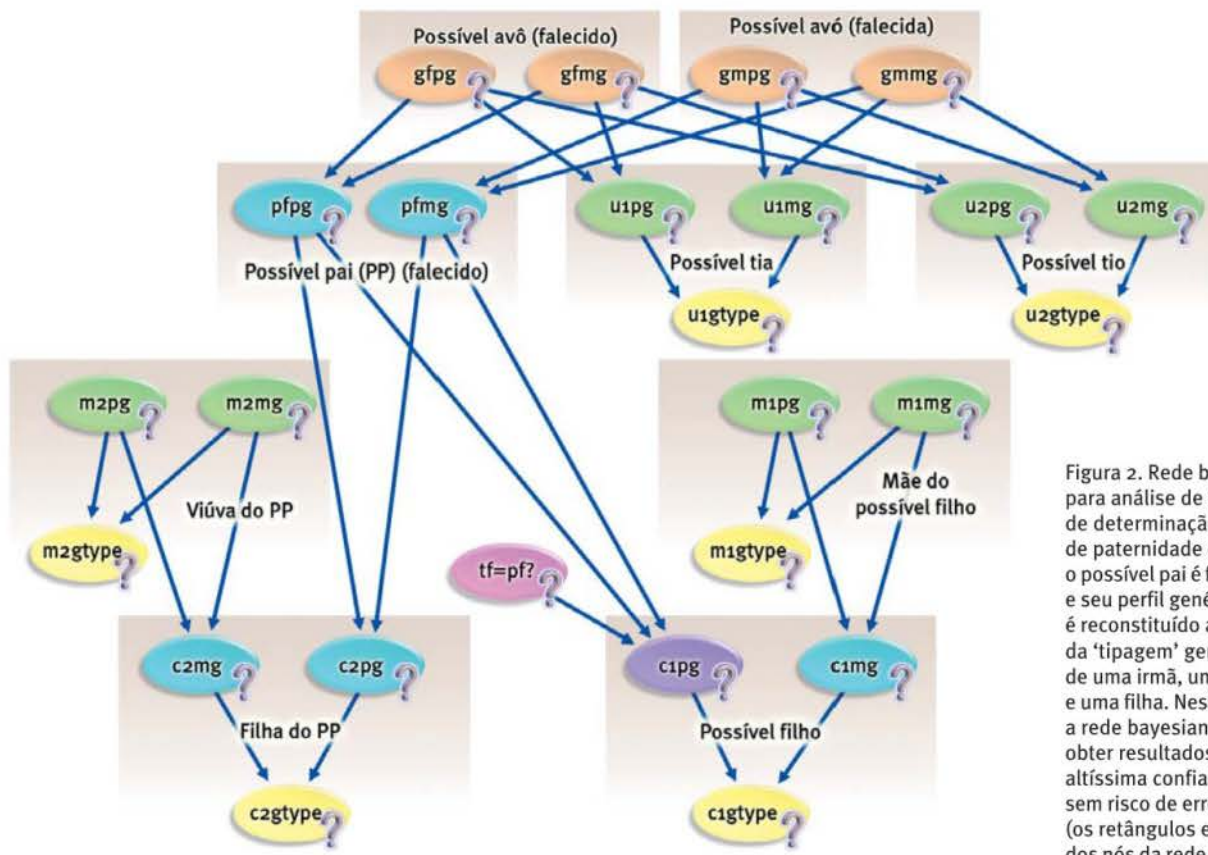 Possível avô (falecido)
Possível avó (falecida)
gfpg ?
gfmg ?
gmpg ?
gmmg ?
pfpg ?
pfmg ?
u1pg ?
u1mg ?
u2pg ?
u2mg ?
Possível pai (PP) (falecido)
Possível tia
Possível tio
u1gtype ?
u2gtype ?
m2pg ?
m2mg ?
m1pg ?
m1mg ?
Viúva do PP
Mãe do
possível filho
m2gtype ?
m1gtype ?
tf=pf? ?
c2mg ?
c2pg ?
c1pg ?
c1mg ?
Filha do PP
Possível filho
c2gtype ?
c1gtype ?
Figura 2. Rede b
para análise de
de determinação
de paternidade
o possível pai é f
e seu perfil gené
é reconstituído a
da ‘tipagem’ ger
de uma irmã, un
e uma filha. Nes
a rede bayesian
obter resultados
altíssima confia
sem risco de erro
(os retângulos e
dos nós da rede